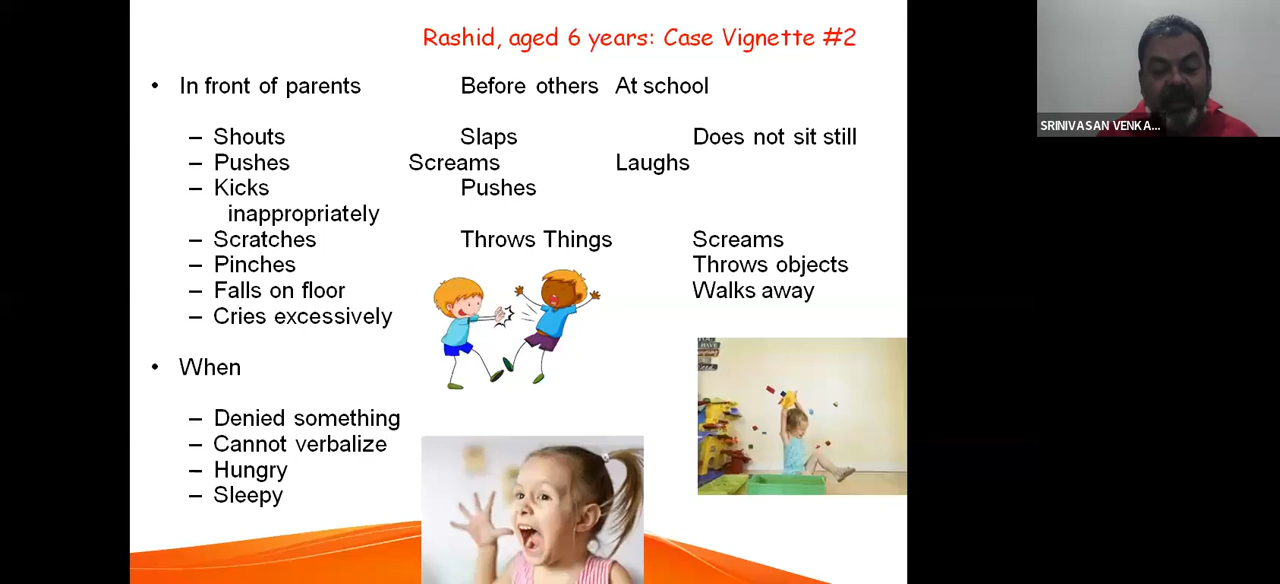 Rashid, aged 6 years: Case Vignette #2
• In front of parents Before others At school
– Shouts Slaps Does not sit still
– Pushes Screams Laughs
– Kicks Pushes
inappropriately
– Scratches Throws Things Screams
– Pinches Throws objects
– Falls on floor Walks away
– Cries excessively
• When
– Denied something
– Cannot verbalize
– Hungry
– Sleepy
SRINIVASAN VENKA...
HAVE